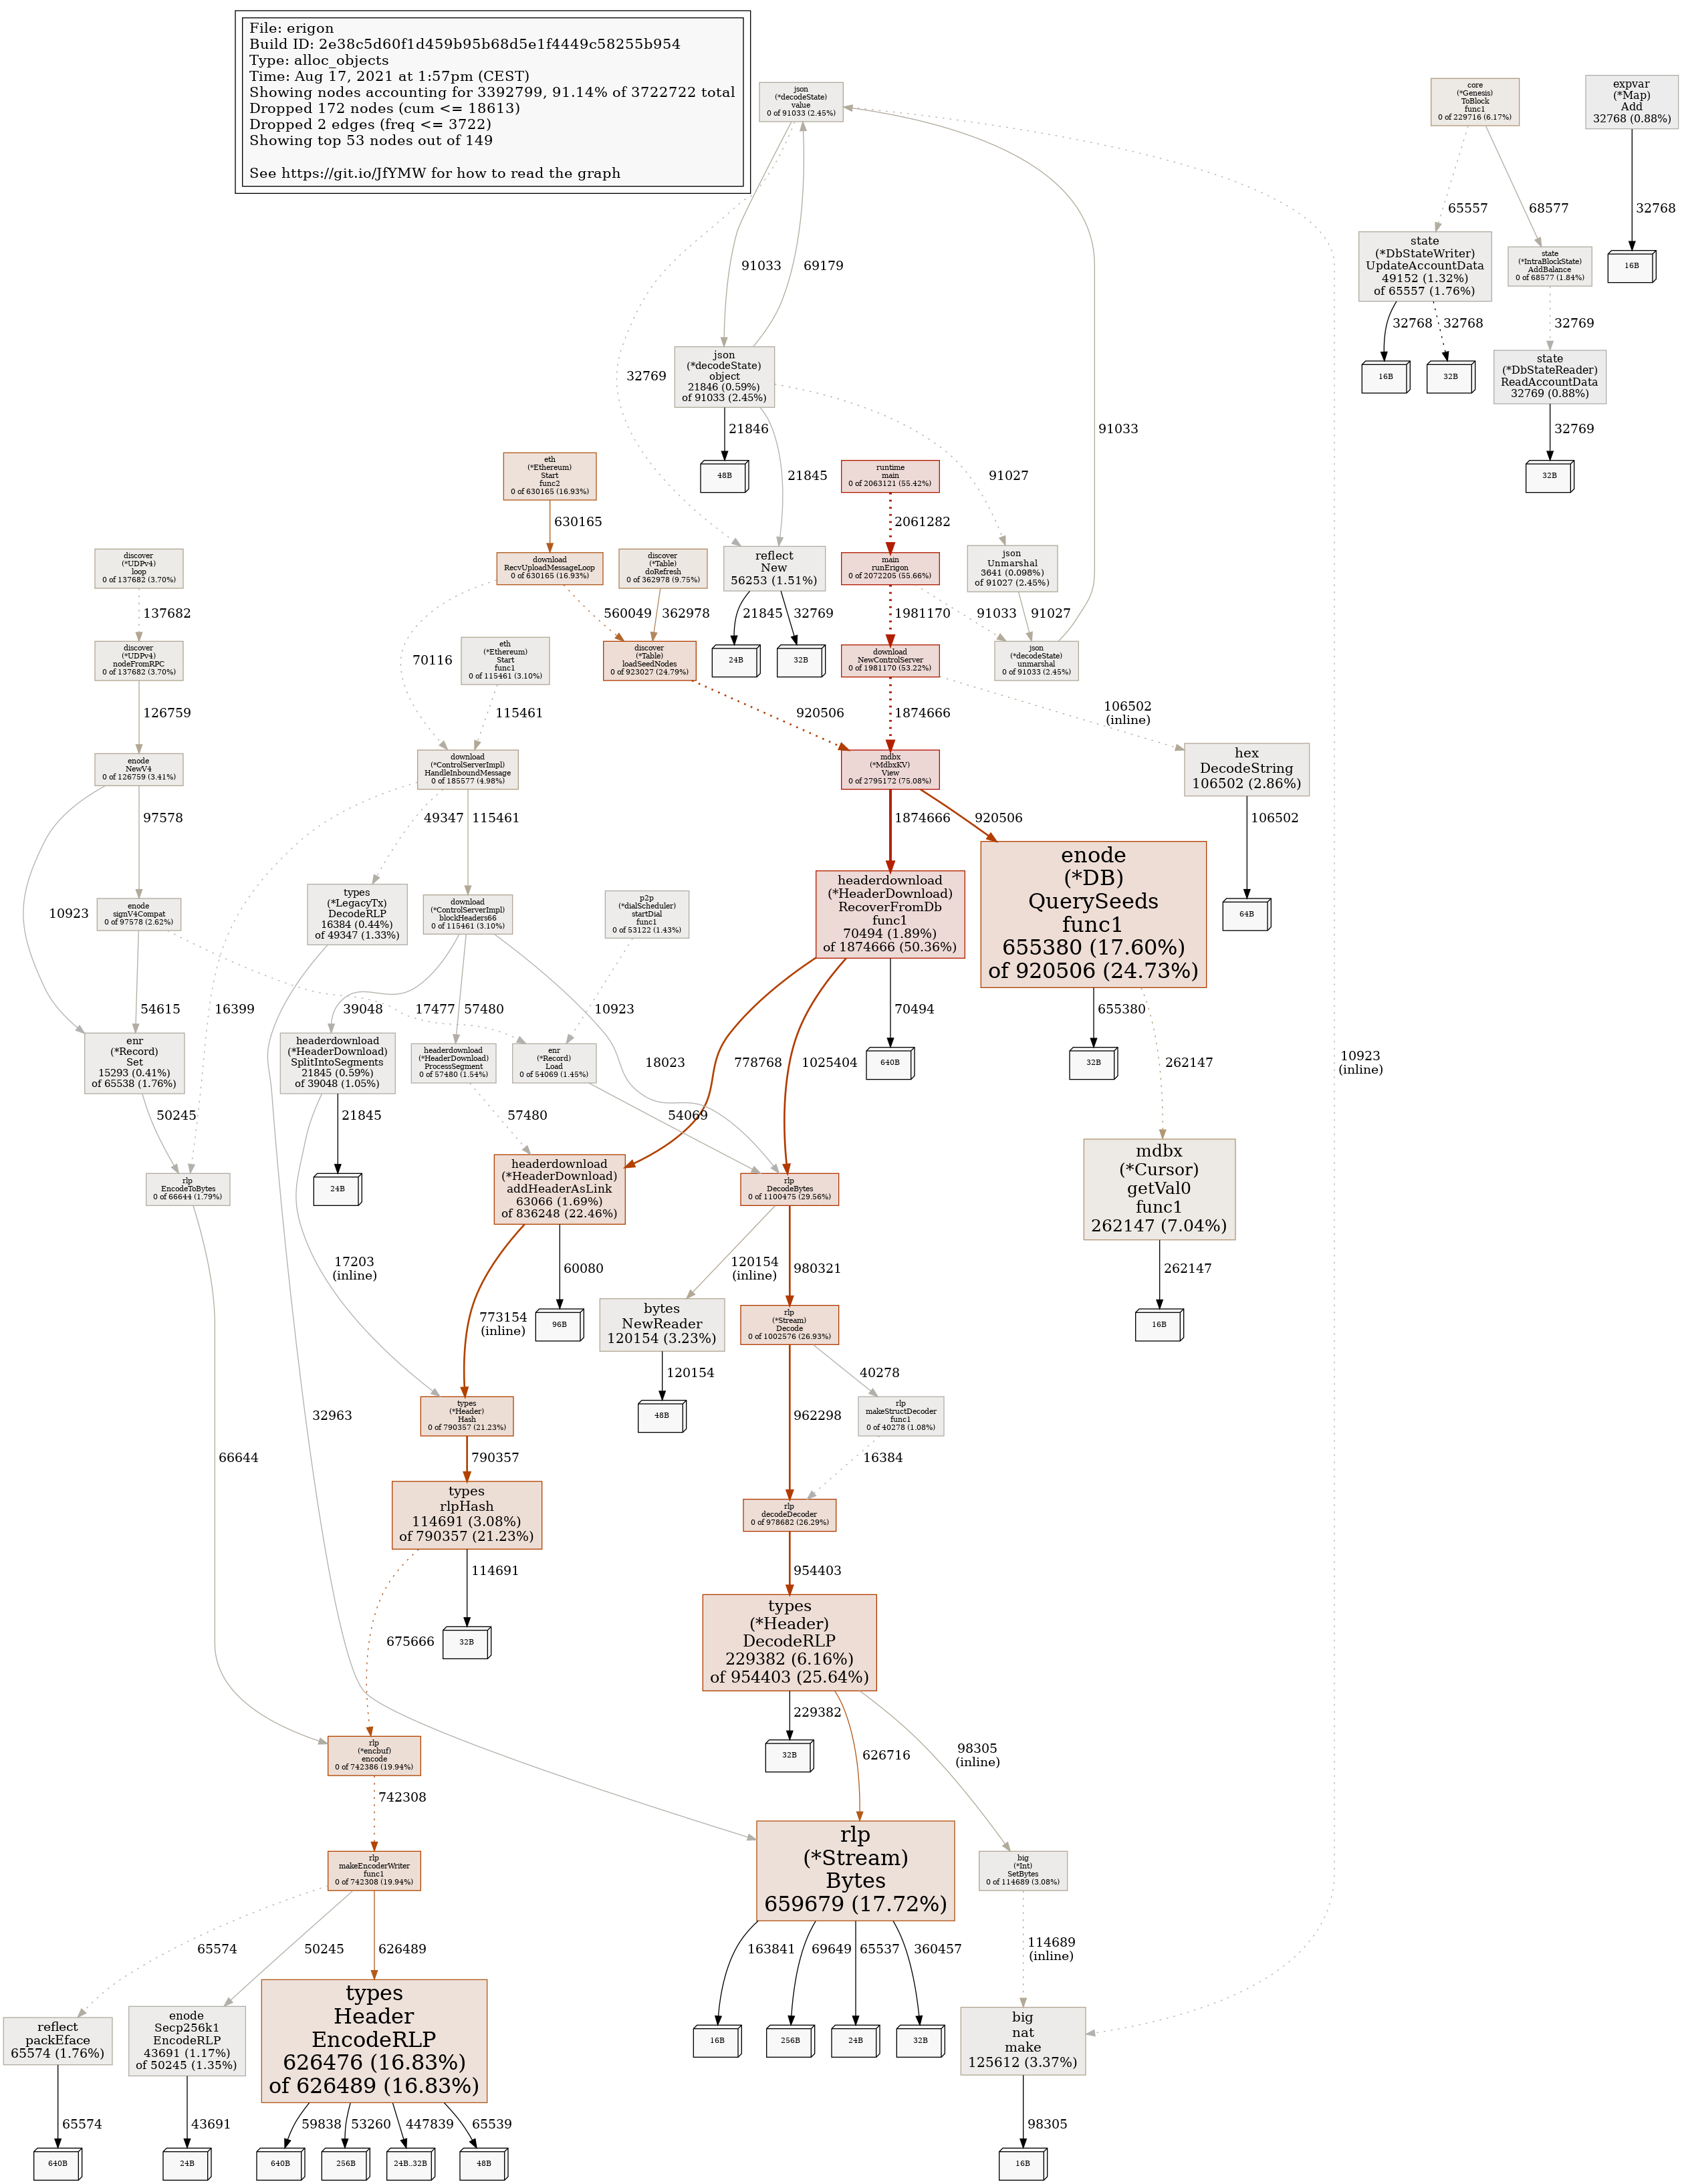 File: erigon
Build ID: 2e38c5d60f1d459b95b68d5e1f4449c58255b954
Type: alloc_objects
Time: Aug 17, 2021 at 1:57pm (CEST)
Showing nodes accounting for 3392799, 91.14% of 3722722 total
Dropped 172 nodes (cum <= 18613)
Dropped 2 edges (freq <= 3722)
Showing top 53 nodes out of 149
See https://git.io/JfYMW for how to read the graph
json
(*decodeState)
value
0 of 91033 (2.45%)
core
(*Genesis)
ToBlock
func1
0 of 229716 (6.17%)
expvar
(*Map)
Add
32768 (0.88%)
91033
69179
32769
65557
68577
32768
16B
state
(*DbStateWriter)
UpdateAccountData
49152 (1.32%)
of 65557 (1.76%)
state
(*IntraBlockState)
AddBalance
0 of 68577 (1.84%)
32768
32768
32769
16B
32B
state
(*DbStateReader)
ReadAccountData
32769 (0.88%)
32769
32B
json
(*decodeState)
object
21846 (0.59%)
of 91033 (2.45%)
21846
21845
91027
91033
48B
eth
(*Ethereum)
Start
func2
0 of 630165 (16.93%)
630165
runtime
main
0 of 2063121 (55.42%)
2061282
discover
(*UDPv4)
loop
0 of 137682 (3.70%)
137682
download
RecvUploadMessageLoop
0 of 630165 (16.93%)
discover
(*Table)
doRefresh
0 of 362978 (9.75%)
560049
362978
70116
reflect
New
56253 (1.51%)
21845
32769
24B
32B
main
runErigon
0 of 2072205 (55.66%)
1981170
91033
json
Unmarshal
3641 (0.098%)
of 91027 (2.45%)
91027
discover
(*UDPv4)
nodeFromRPC
0 of 137682 (3.70%)
126759
eth
(*Ethereum)
Start
func1
0 of 115461 (3.10%)
115461
discover
(*Table)
loadSeedNodes
0 of 923027 (24.79%)
920506
download
NewControlServer
0 of 1981170 (53.22%)
1874666
106502
(inline)
json
(*decodeState)
unmarshal
0 of 91033 (2.45%)
enode
NewV4
0 of 126759 (3.41%)
10923
97578
download
(*ControlServerImpl)
HandleInboundMessage
0 of 185577 (4.98%)
16399
49347
115461
mdbx
(*MdbxKV)
View
0 of 2795172 (75.08%)
1874666
920506
hex
DecodeString
106502 (2.86%)
106502
64B
enode
signV4Compat
0 of 97578 (2.62%)
54615
17477
types
(*LegacyTx)
DecodeRLP
16384 (0.44%)
of 49347 (1.33%)
32963
download
(*ControlServerImpl)
blockHeaders66
0 of 115461 (3.10%)
39048
57480
18023
p2p
(*dialScheduler)
startDial
func1
0 of 53122 (1.43%)
10923
headerdownload
(*HeaderDownload)
RecoverFromDb
func1
70494 (1.89%)
of 1874666 (50.36%)
778768
1025404
70494
640B
enode
(*DB)
QuerySeeds
func1
655380 (17.60%)
of 920506 (24.73%)
655380
262147
32B
10923
(inline)
enr
(*Record)
Set
15293 (0.41%)
of 65538 (1.76%)
50245
headerdownload
(*HeaderDownload)
SplitIntoSegments
21845 (0.59%)
of 39048 (1.05%)
21845
17203
(inline)
24B
headerdownload
(*HeaderDownload)
ProcessSegment
0 of 57480 (1.54%)
57480
enr
(*Record)
Load
0 of 54069 (1.45%)
54069
rlp
EncodeToBytes
0 of 66644 (1.79%)
66644
headerdownload
(*HeaderDownload)
addHeaderAsLink
63066 (1.69%)
of 836248 (22.46%)
773154
(inline)
60080
96B
rlp
DecodeBytes
0 of 1100475 (29.56%)
120154
(inline)
980321
mdbx
(*Cursor)
getVal0
func1
262147 (7.04%)
262147
16B
bytes
NewReader
120154 (3.23%)
120154
48B
rlp
(*Stream)
Decode
0 of 1002576 (26.93%)
962298
40278
types
(*Header)
Hash
0 of 790357 (21.23%)
790357
rlp
makeStructDecoder
func1
0 of 40278 (1.08%)
16384
types
rlpHash
114691 (3.08%)
of 790357 (21.23%)
675666
114691
32B
rlp
decodeDecoder
0 of 978682 (26.29%)
954403
types
(*Header)
DecodeRLP
229382 (6.16%)
of 954403 (25.64%)
229382
626716
98305
(inline)
32B
rlp
(*encbuf)
encode
0 of 742386 (19.94%)
742308
rlp
makeEncoderWriter
func1
0 of 742308 (19.94%)
65574
50245
626489
rlp
(*Stream)
Bytes
659679 (17.72%)
163841
69649
65537
360457
16B
256B
24B
32B
big
(*Int)
SetBytes
0 of 114689 (3.08%)
114689
(inline)
reflect
packEface
65574 (1.76%)
65574
640B
enode
Secp256k1
EncodeRLP
43691 (1.17%)
of 50245 (1.35%)
43691
24B
types
Header
EncodeRLP
626476 (16.83%)
of 626489 (16.83%)
59838
53260
447839
65539
640B
256B
24B..32B
48B
big
nat
make
125612 (3.37%)
98305
16B